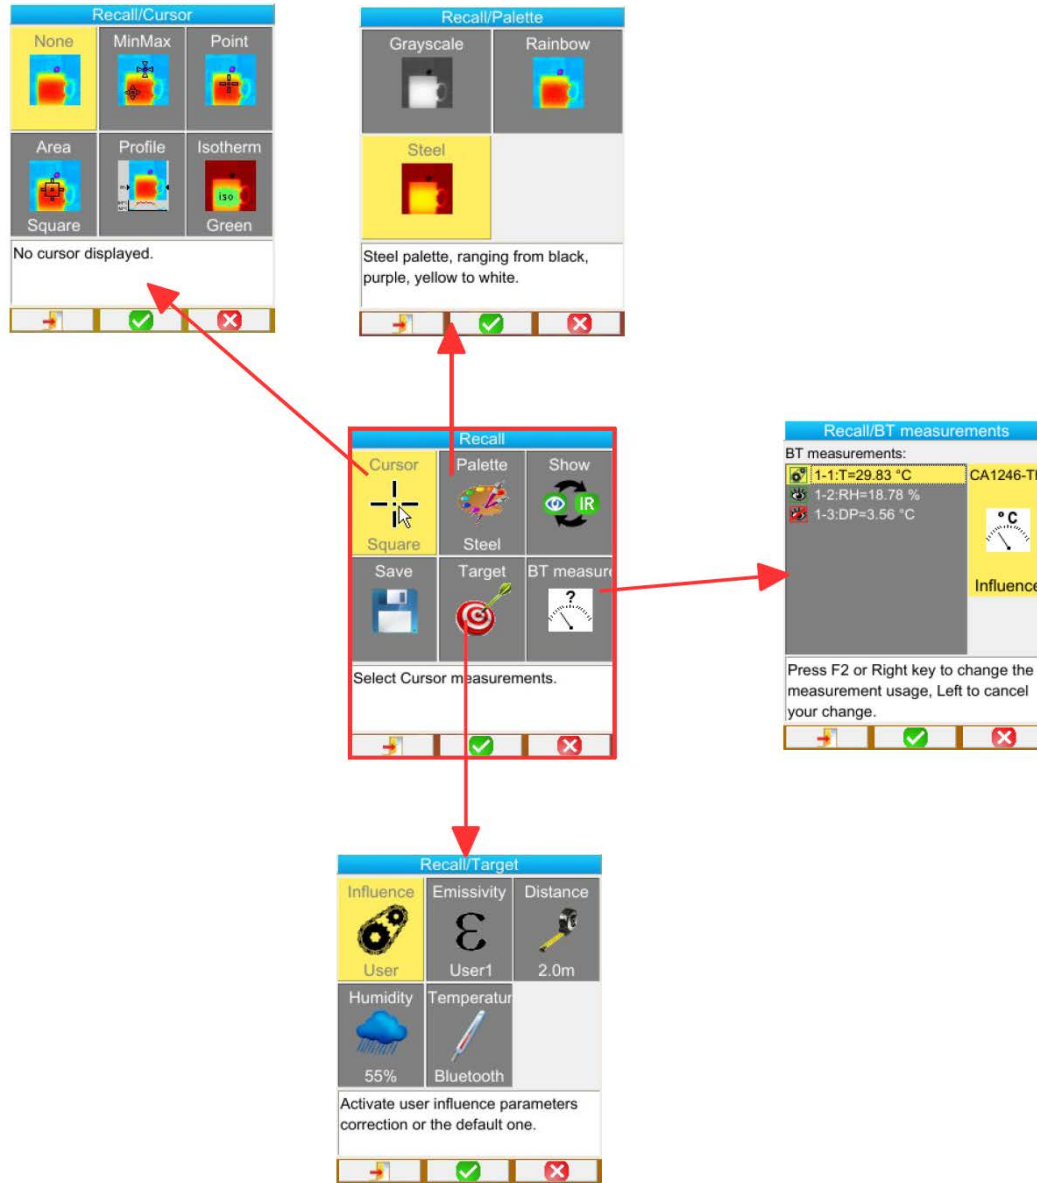 Recall/Cursor
None MinMax Point
Area Profile Isotherm
iso
Square Green
No cursor displayed.
Recall/Palette
Grayscale Rainbow
Steel
Steel palette, ranging from black,
purple, yellow to white.
Recall
Cursor Palette Show
IR
Square Steel
Save Target BT measure
?
Select Cursor measurements.
Recall/BT measurements
BT measurements:
1-1:T=29.83 °C CA1246-TH
1-2:RH=18.78 %
1-3:DP=3.56 °C
°C
Influence
Press F2 or Right key to change the
measurement usage, Left to cancel
your change.
Recall/Target
Influence Emissivity Distance
ε
User User1 2.0m
Humidity Temperatur
55% Bluetooth
Activate user influence parameters
correction or the default one.